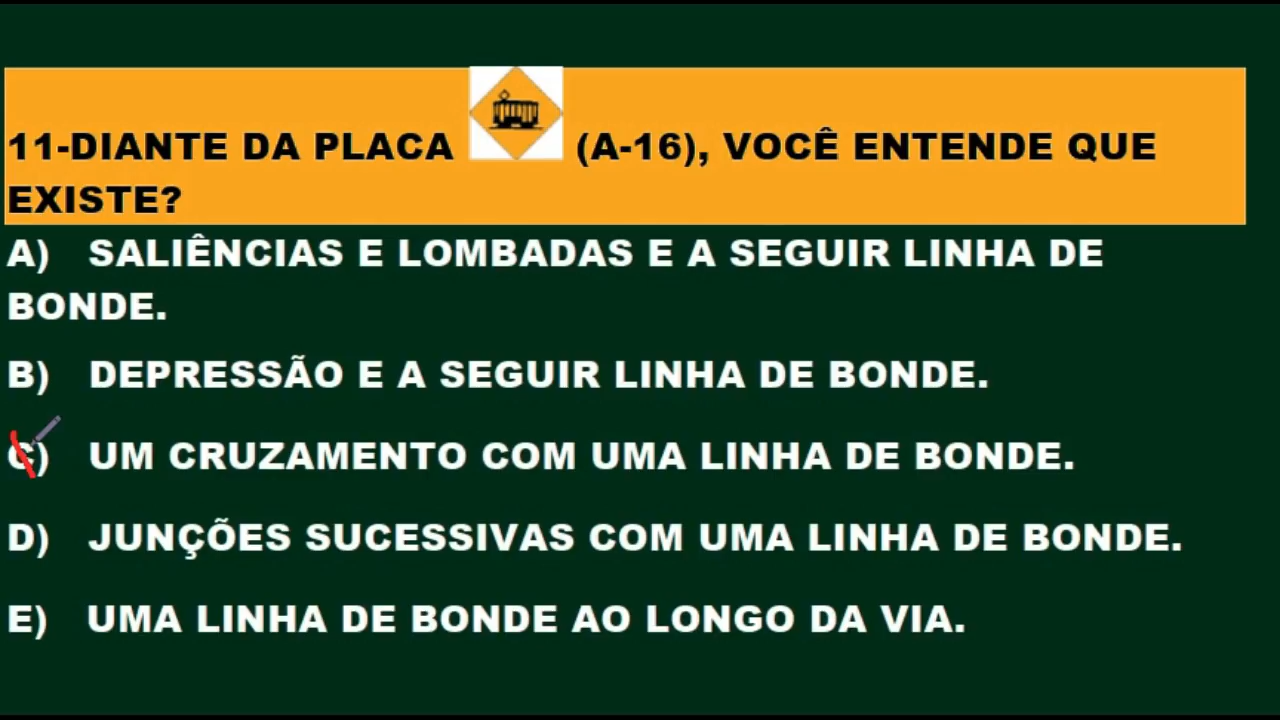 11-DIANTE DA PLACA (A-16), VOCÊ ENTENDE QUE
EXISTE?
A) SALIÊNCIAS E LOMBADAS E A SEGUIR LINHA DE
BONDE.
B) DEPRESSÃO E A SEGUIR LINHA DE BONDE.
C) UM CRUZAMENTO COM UMA LINHA DE BONDE.
D) JUNÇÕES SUCESSIVAS COM UMA LINHA DE BONDE.
E) UMA LINHA DE BONDE AO LONGO DA VIA.